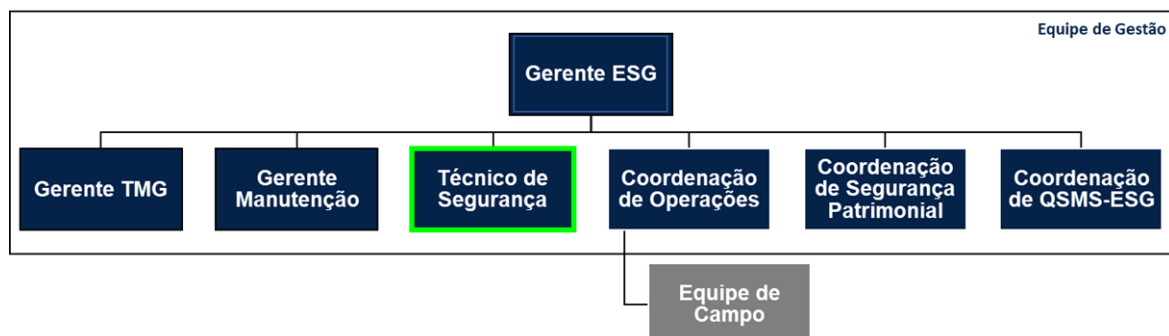 Equipe de Gestão
Gerente ESG
Gerente TMG
Gerente
Manutenção
Técnico de
Segurança
Coordenação
de Operações
Coordenação
de Segurança
Patrimonial
Coordenação
de QSMS-ESG
Equipe de
Campo